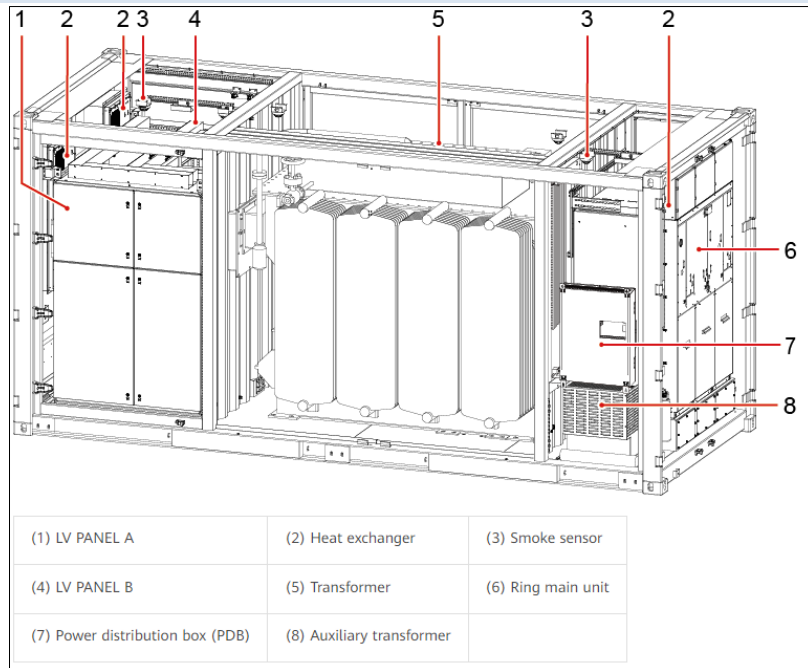 1 2 2 3 4 5 3 2
6
7
8
(1) LV PANEL A (2) Heat exchanger (3) Smoke sensor
(4) LV PANEL B (5) Transformer (6) Ring main unit
(7) Power distribution box (PDB) (8) Auxiliary transformer